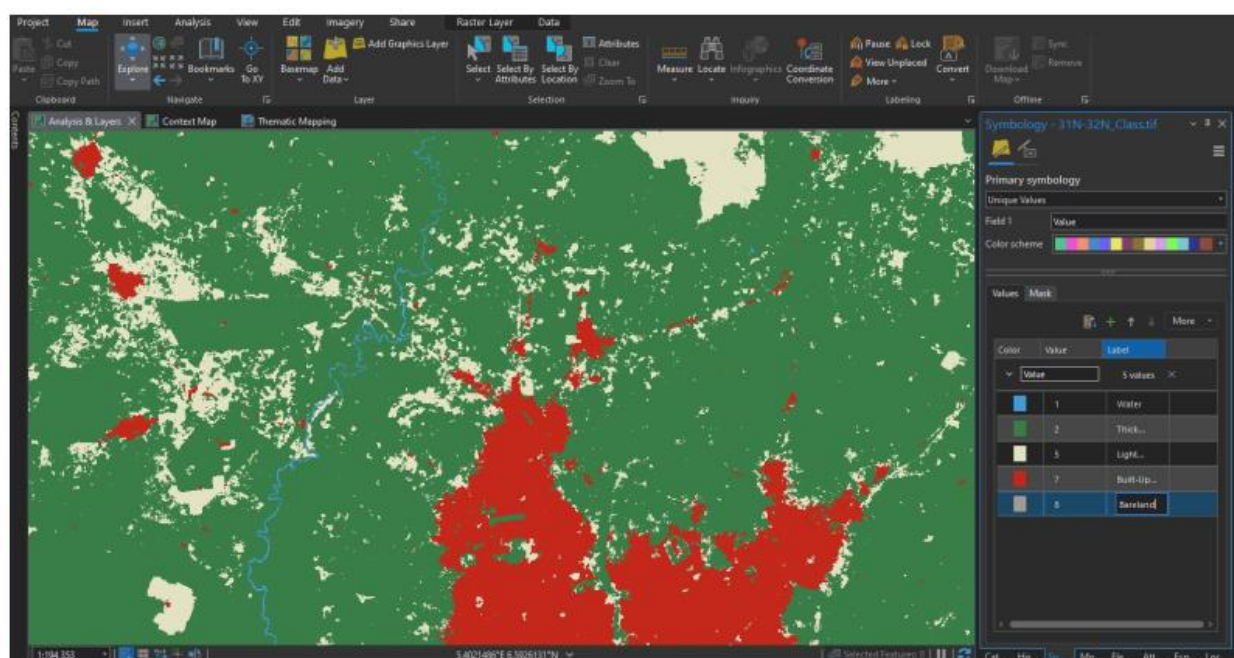 Project Map Insert Analysis View Edit Imagery Share Raster Layer Data
Paste
Cut
Copy
Copy Path
Clipboard
Explore
Bookmarks
Go To XY
Navigate
Basemap
Add Data
Add Graphics Layer
Layer
Select
Select By Attributes
Select By Location
Attributes
Clear
Zoom To
Selection
Measure
Locate
Infographics
Coordinate Conversion
Inquiry
Pause
Lock
View Unplaced
More
Convert
Labeling
Download Map
Sync
Remove
Offline
Contents
Analysis & Layers
Context Map
Thematic Mapping
Symbology - 31N-32N_Class.tif
Primary symbology
Unique Values
Field 1 Value
Color scheme
Values Mask
More
Color Value Label
Value 5 values
1 Water
2 Thick...
5 Light...
7 Built-Up...
8 Bareland
1:194,353
5.4021486°E 6.5926131°N
Selected Features: 0